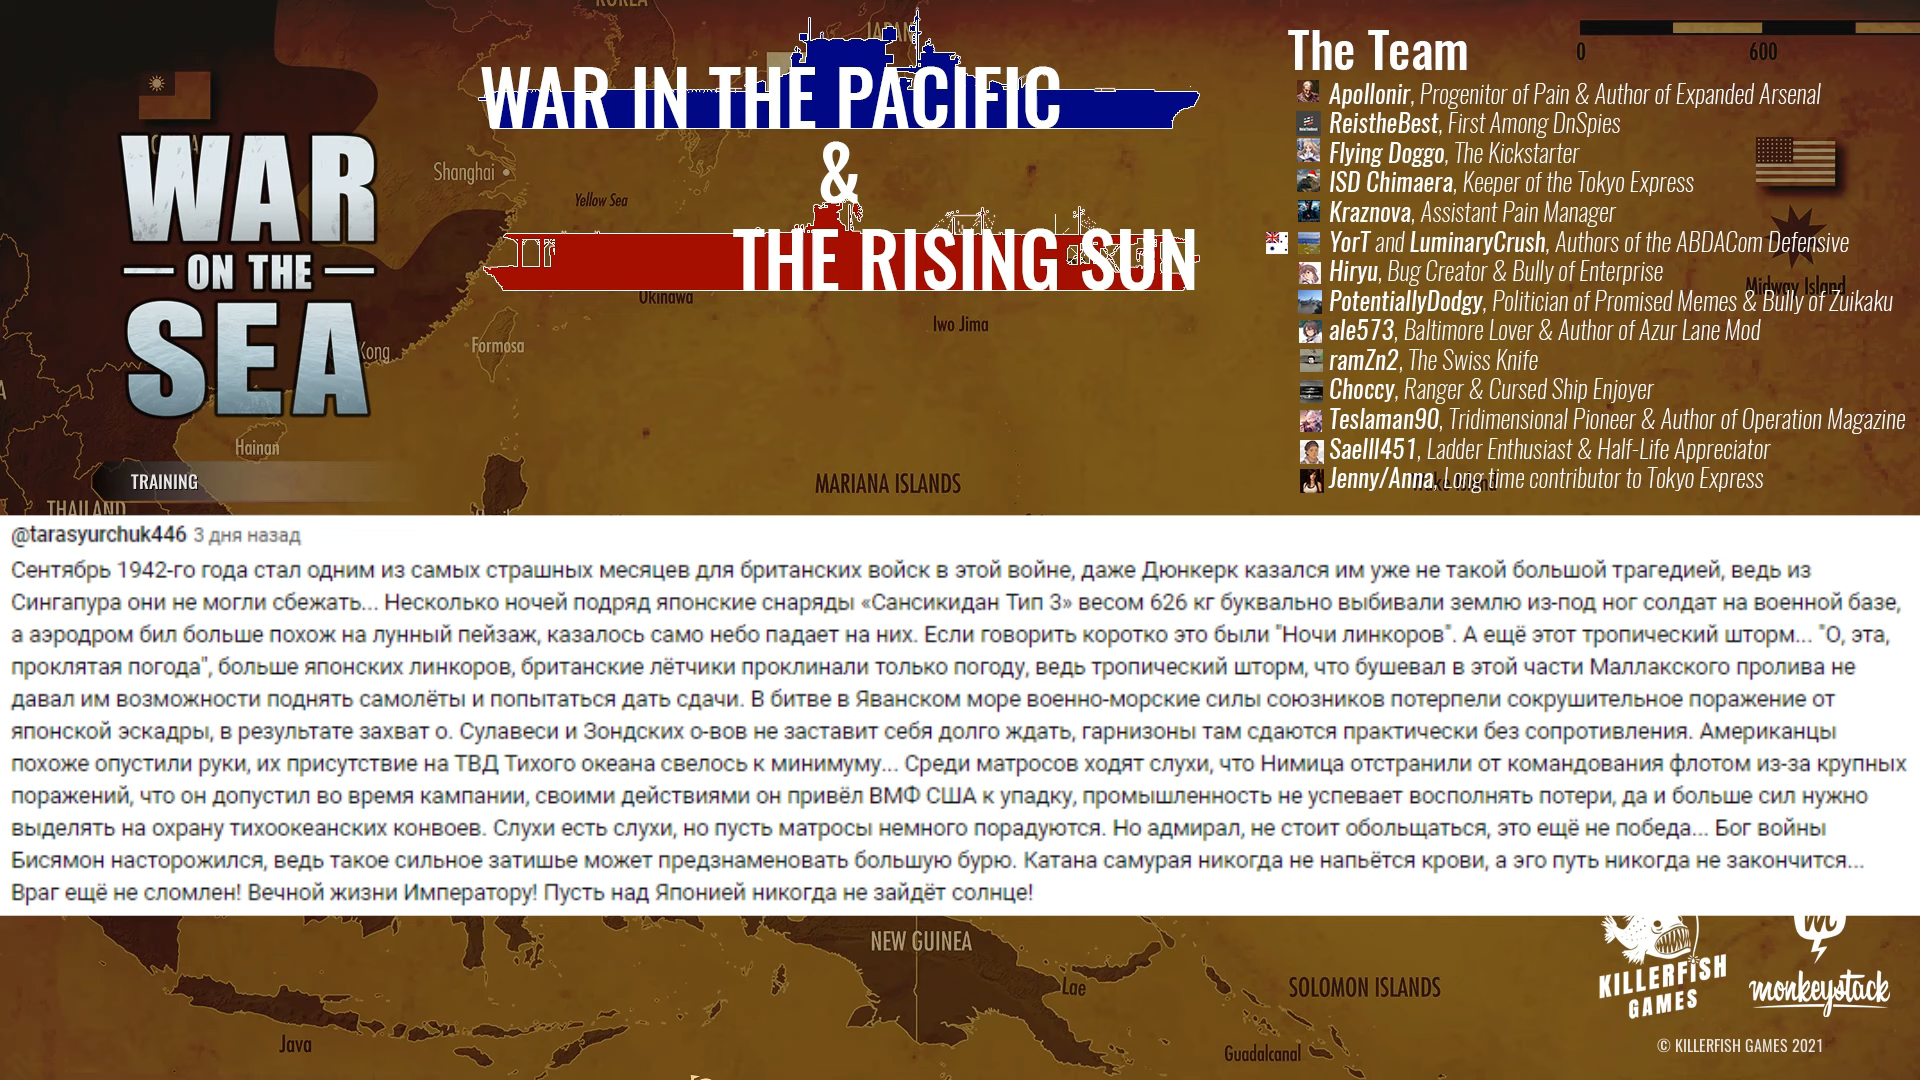 KOREA
JAPAN
WAR IN THE PACIFIC
&
THE RISING SUN
WAR
ON THE
SEA
TRAINING
Shanghai
Yellow Sea
Okinawa
Iwo Jima
Formosa
Kong
Hainan
THAILAND
MARIANA ISLANDS
0 600
Midway Island
The Team
Apollonir, Progenitor of Pain & Author of Expanded Arsenal
ReistheBest, First Among DnSpies
Flying Doggo, The Kickstarter
ISD Chimaera, Keeper of the Tokyo Express
Kraznova, Assistant Pain Manager
YorT and LuminaryCrush, Authors of the ABDACom Defensive
Hiryu, Bug Creator & Bully of Enterprise
PotentiallyDodgy, Politician of Promised Memes & Bully of Zuikaku
ale573, Baltimore Lover & Author of Azur Lane Mod
ramZn2, The Swiss Knife
Choccy, Ranger & Cursed Ship Enjoyer
Teslaman90, Tridimensional Pioneer & Author of Operation Magazine
Saelll451, Ladder Enthusiast & Half-Life Appreciator
Jenny/Anna, Long time contributor to Tokyo Express
@tarasyurchuk446 3 дня назад
Сентябрь 1942-го года стал одним из самых страшных месяцев для британских войск в этой войне, даже Дюнкерк казался им уже не такой большой трагедией, ведь из
Сингапура они не могли сбежать... Несколько ночей подряд японские снаряды «Сансикидан Тип 3» весом 626 кг буквально выбивали землю из-под ног солдат на военной базе,
а аэродром бил больше похож на лунный пейзаж, казалось само небо падает на них. Если говорить коротко это были "Ночи линкоров". А ещё этот тропический шторм... "О, эта,
проклятая погода", больше японских линкоров, британские лётчики проклинали только погоду, ведь тропический шторм, что бушевал в этой части Маллакского пролива не
давал им возможности поднять самолёты и попытаться дать сдачи. В битве в Яванском море военно-морские силы союзников потерпели сокрушительное поражение от
японской эскадры, в результате захват о. Сулавеси и Зондских о-вов не заставит себя долго ждать, гарнизоны там сдаются практически без сопротивления. Американцы
похоже опустили руки, их присутствие на ТВД Тихого океана свелось к минимуму... Среди матросов ходят слухи, что Нимица отстранили от командования флотом из-за крупных
поражений, что он допустил во время кампании, своими действиями он привёл ВМФ США к упадку, промышленность не успевает восполнять потери, да и больше сил нужно
выделять на охрану тихоокеанских конвоев. Слухи есть слухи, но пусть матросы немного порадуются. Но адмирал, не стоит обольщаться, это ещё не победа... Бог войны
Бисямон насторожился, ведь такое сильное затишье может предзнаменовать большую бурю. Катана самурая никогда не напьётся крови, а эго путь никогда не закончится...
Враг ещё не сломлен! Вечной жизни Императору! Пусть над Японией никогда не зайдёт солнце!
NEW GUINEA
Lae
SOLOMON ISLANDS
Java
Guadalcanal
KILLERFISH
GAMES
monkeystack
© KILLERFISH GAMES 2021